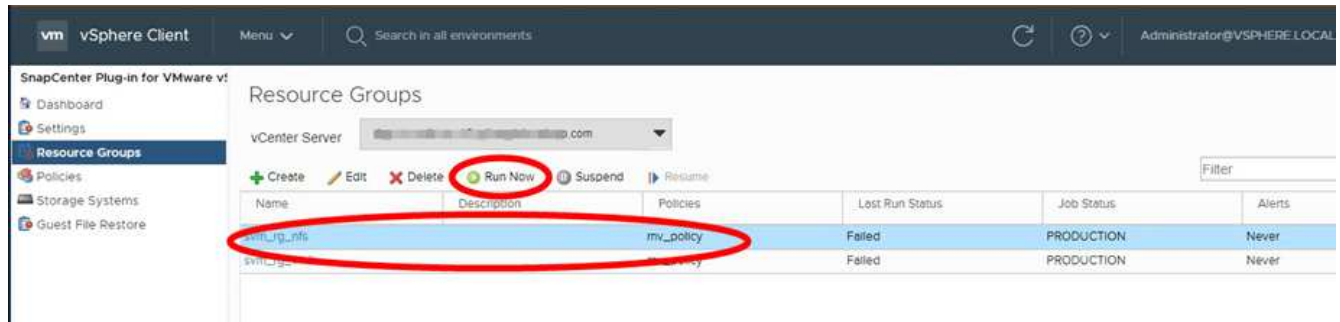 vm vSphere Client Menu Search in all environments Administrator@VSPHERE.LOCAL
SnapCenter Plug-in for VMware vS
Dashboard
Settings
Resource Groups
Policies
Storage Systems
Guest File Restore
Resource Groups
vCenter Server .com
Create Edit Delete Run Now Suspend Resume
Filter
Name Description Policies Last Run Status Job Status Alerts
svm_rg_nfs mv_policy Failed PRODUCTION Never
Failed PRODUCTION Never